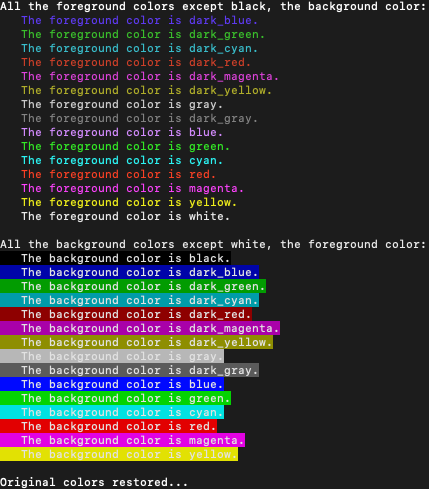 All the foreground colors except black, the background color:
The foreground color is dark_blue.
The foreground color is dark_green.
The foreground color is dark_cyan.
The foreground color is dark_red.
The foreground color is dark_magenta.
The foreground color is dark_yellow.
The foreground color is gray.
The foreground color is dark_gray.
The foreground color is blue.
The foreground color is green.
The foreground color is cyan.
The foreground color is red.
The foreground color is magenta.
The foreground color is yellow.
The foreground color is white.
All the background colors except white, the foreground color:
The background color is black.
The background color is dark_blue.
The background color is dark_green.
The background color is dark_cyan.
The background color is dark_red.
The background color is dark_magenta.
The background color is dark_yellow.
The background color is gray.
The background color is dark_gray.
The background color is blue.
The background color is green.
The background color is cyan.
The background color is red.
The background color is magenta.
The background color is yellow.
Original colors restored...